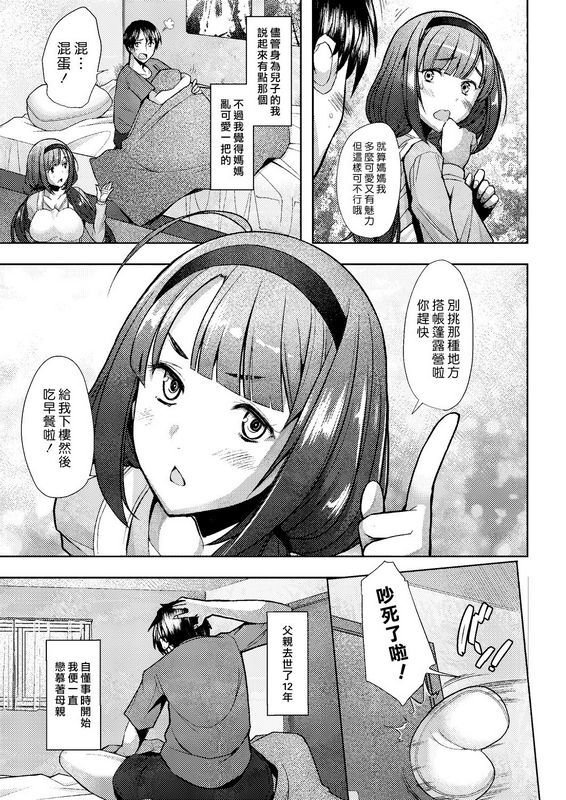 就算媽媽我
多麼可愛又有魅力
但這樣可不行哦
儘管身為兒子的我
說起來有點那個
不過我覺得媽媽
亂可愛一把的
混…
混蛋！
別挑那種地方
搭帳篷露營啦
你趕快
給我下樓然後
吃早餐啦！
吵死了啦！
父親去世了12年
自懂事時開始
我便一直
戀慕著母親